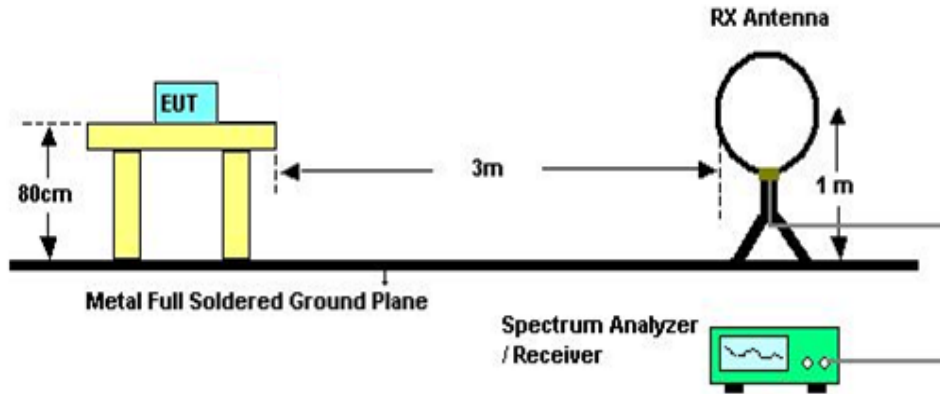 RX Antenna
EUT
3m
80cm
1 m
Metal Full Soldered Ground Plane
Spectrum Analyzer
/ Receiver